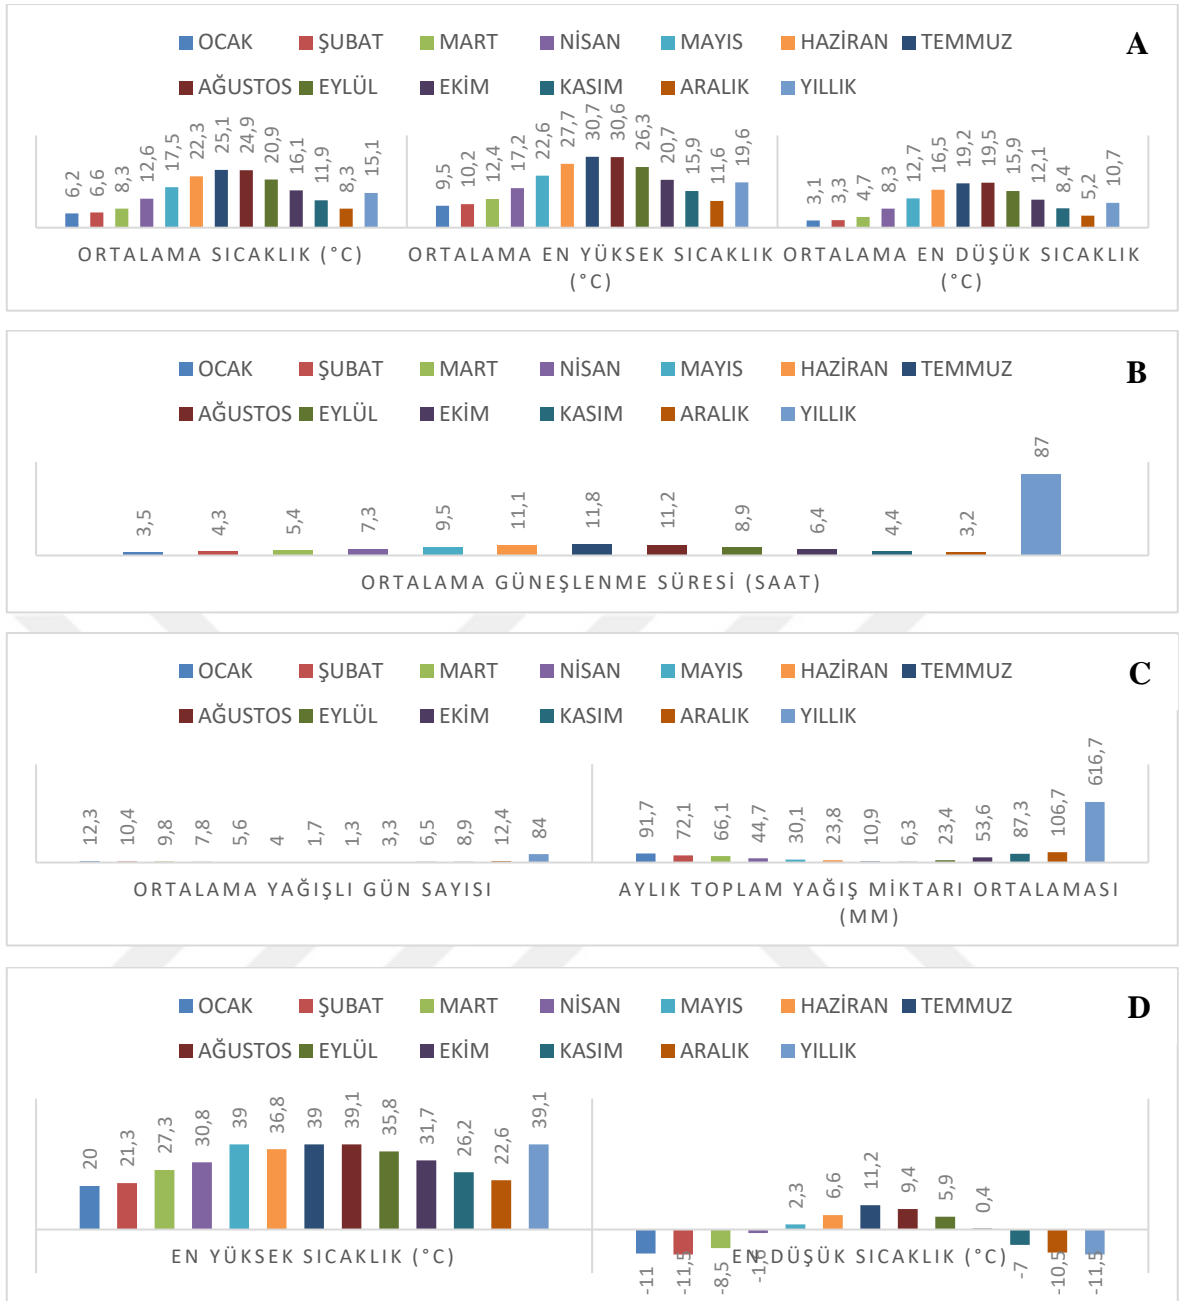 OCAK ŞUBAT MART NİSAN MAYIS HAZİRAN TEMMUZ A
AĞUSTOS EYLÜL EKİM KASIM ARALIK YILLIK
6,2 6,6 8,3 12,6 17,5 22,3 25,1 24,9 20,9 16,1 11,9 8,3 15,1 9,5 10,2 12,4 17,2 22,6 27,7 30,7 30,6 26,3 20,7 15,9 11,6 19,6 3,1 3,3 4,7 8,3 12,7 16,5 19,2 19,5 15,9 12,1 8,4 5,2 10,7
ORTALAMA SICAKLIK (°C) ORTALAMA EN YÜKSEK SICAKLIK ORTALAMA EN DÜŞÜK SICAKLIK
(°C) (°C)
OCAK ŞUBAT MART NİSAN MAYIS HAZİRAN TEMMUZ B
AĞUSTOS EYLÜL EKİM KASIM ARALIK YILLIK
3,5 4,3 5,4 7,3 9,5 11,1 11,8 11,2 8,9 6,4 4,4 3,2 87
ORTALAMA GÜNEŞLENME SÜRESİ (SAAT)
OCAK ŞUBAT MART NİSAN MAYIS HAZİRAN TEMMUZ C
AĞUSTOS EYLÜL EKİM KASIM ARALIK YILLIK
12,3 10,4 9,8 7,8 5,6 4 1,7 1,3 3,3 6,5 8,9 12,4 84 91,7 72,1 66,1 44,7 30,1 23,8 10,9 6,3 23,4 53,6 87,3 106,7 616,7
ORTALAMA YAĞIŞLI GÜN SAYISI AYLIK TOPLAM YAĞIŞ MİKTARI ORTALAMASI
(MM)
OCAK ŞUBAT MART NİSAN MAYIS HAZİRAN TEMMUZ D
AĞUSTOS EYLÜL EKİM KASIM ARALIK YILLIK
20 21,3 27,3 30,8 39 36,8 39 39,1 35,8 31,7 26,2 22,6 39,1 -11 -11,5 -8,5 -1,6 2,3 6,6 11,2 9,4 5,9 0,4 -7 -10,5 -11,5
EN YÜKSEK SICAKLIK (°C) EN DÜŞÜK SICAKLIK (°C)